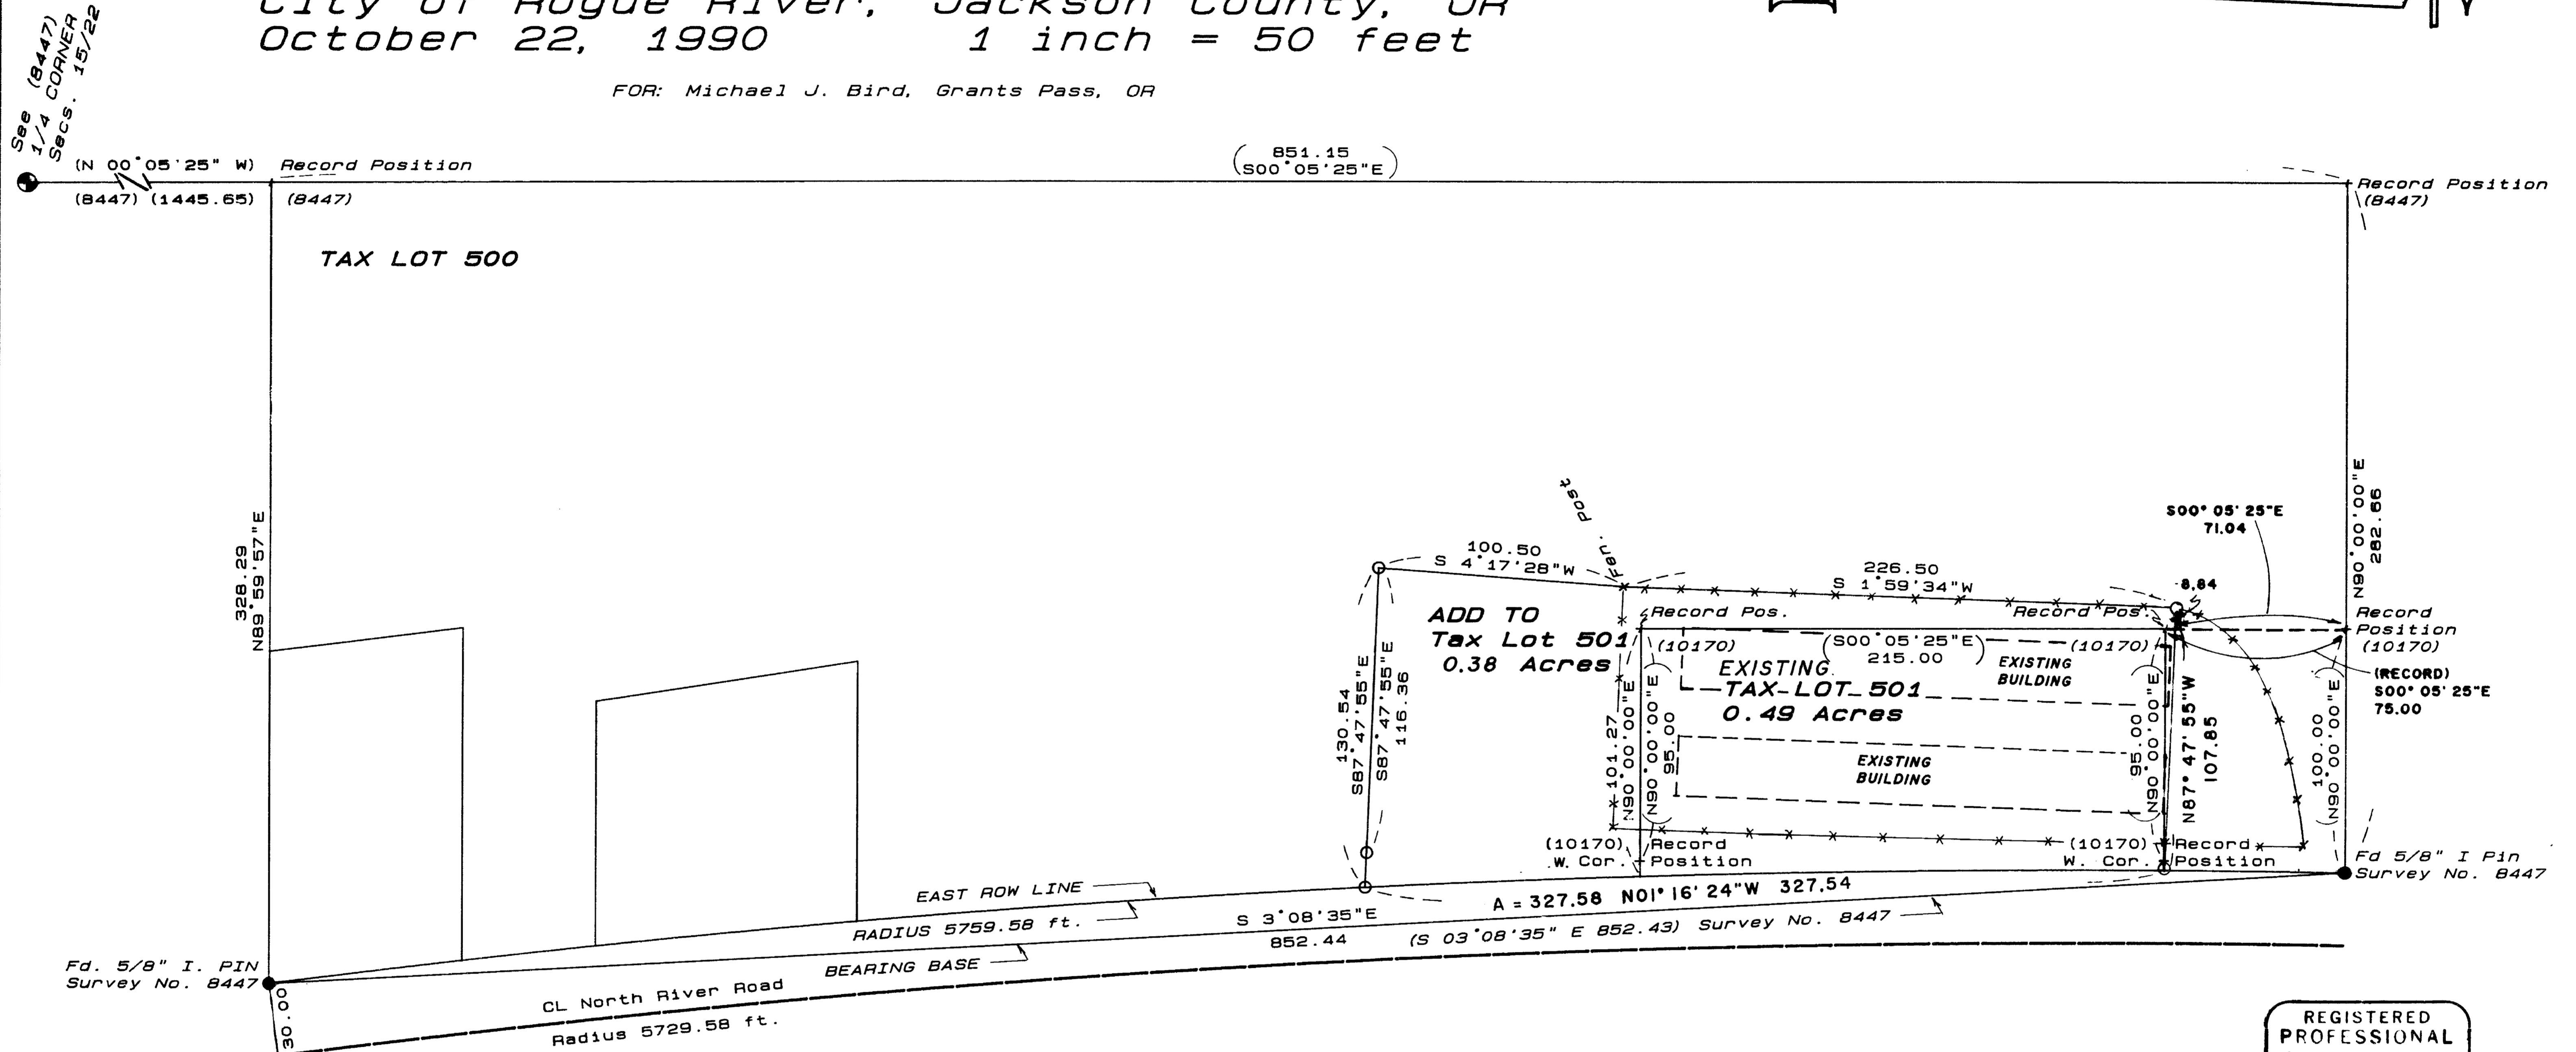 City of Rogue River, Jackson County, OR
October 22, 1990 1 inch = 50 feet
FOR: Michael J. Bird, Grants Pass, OR
See (8447)
1/4 CORNER
Secs. 15/22
(N 00°05'25" W) Record Position
(8447) (1445.65) (8447)
851.15
(S00°05'25"E)
Record Position
(8447)
TAX LOT 500
328.29
N89°59'57"E
N90°00'00"E
282.66
S00° 05' 25"E
71.04
Fen. Post
100.50
S 4°17'28"W
226.50
S 1°59'34"W
8.84
Record
Position
(10170)
(RECORD)
S00° 05' 25"E
75.00
ADD TO
Tax Lot 501
0.38 Acres
Record Pos. Record Pos.
(10170) (S00°05'25"E) (10170)
215.00
EXISTING
TAX LOT 501
0.49 Acres
EXISTING
BUILDING
EXISTING
BUILDING
130.54
S87°47'55"E
S87°47'55"E
116.36
101.27
N90°00'00"E
(N90°00'00"E)
95.00
95.00
(N90°00'00"E)
N87° 47' 55"W
107.85
100.00
(N90°00'00"E)
(10170) Record
W. Cor. Position
(10170) Record
W. Cor. Position
Fd 5/8" I Pin
Survey No. 8447
EAST ROW LINE
A = 327.58 N01° 16' 24"W 327.54
RADIUS 5759.58 ft.
S 3°08'35"E
852.44 (S 03°08'35" E 852.43) Survey No. 8447
BEARING BASE
Fd. 5/8" I. PIN
Survey No. 8447
30.00
CL North River Road
Radius 5729.58 ft.
REGISTERED
PROFESSIONAL